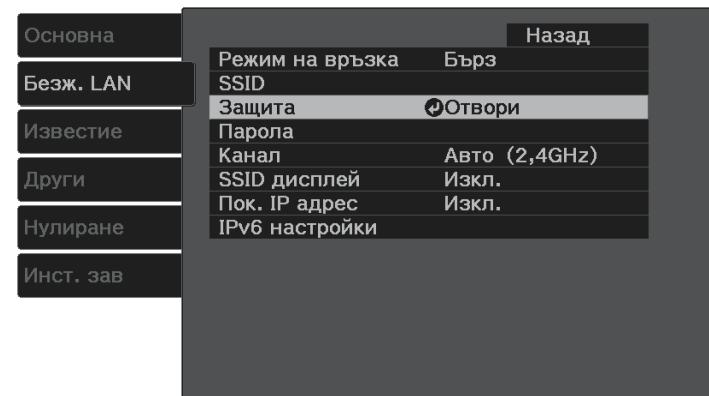 Основна
Безж. LAN
Известие
Други
Нулиране
Инст. зав
Назад
Режим на връзка Бърз
SSID
Защита Отвори
Парола
Канал Авто (2,4GHz)
SSID дисплей Изкл.
Пок. IP адрес Изкл.
IPv6 настройки